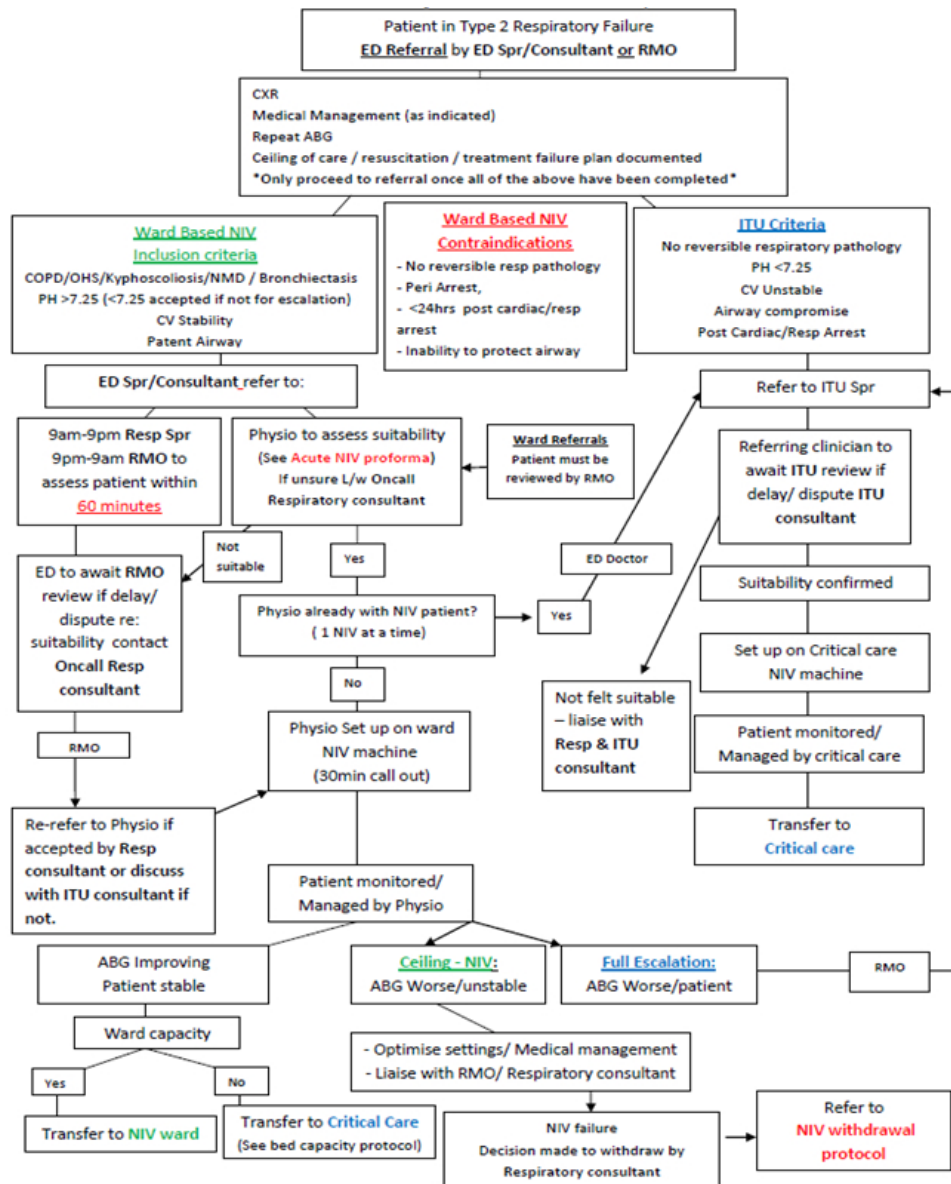 Patient in Type 2 Respiratory Failure
ED Referral by ED Spr/Consultant or RMO
CXR
Medical Management (as indicated)
Repeat ABG
Ceiling of care / resuscitation / treatment failure plan documented
*Only proceed to referral once all of the above have been completed*
Ward Based NIV
Inclusion criteria
COPD/OHS/Kyphoscoliosis/NMD / Bronchiectasis
PH >7.25 (<7.25 accepted if not for escalation)
CV Stability
Patent Airway
Ward Based NIV
Contraindications
- No reversible resp pathology
- Peri Arrest,
- <24hrs post cardiac/resp
arrest
- Inability to protect airway
ITU Criteria
No reversible respiratory pathology
PH <7.25
CV Unstable
Airway compromise
Post Cardiac/Resp Arrest
ED Spr/Consultant refer to:
Refer to ITU Spr
9am-9pm Resp Spr
9pm-9am RMO to
assess patient within
60 minutes
Physio to assess suitability
(See Acute NIV proforma)
If unsure L/w Oncall
Respiratory consultant
Ward Referrals
Patient must be
reviewed by RMO
Referring clinician to
await ITU review if
delay/ dispute ITU
consultant
Not
suitable
Yes
ED Doctor
ED to await RMO
review if delay/
dispute re:
suitability contact
Oncall Resp
consultant
Physio already with NIV patient?
( 1 NIV at a time)
Yes
Suitability confirmed
Set up on Critical care
NIV machine
No
Not felt suitable
– liaise with
Resp & ITU
consultant
RMO
Physio Set up on ward
NIV machine
(30min call out)
Patient monitored/
Managed by critical care
Re-refer to Physio if
accepted by Resp
consultant or discuss
with ITU consultant if
not.
Transfer to
Critical care
Patient monitored/
Managed by Physio
ABG Improving
Patient stable
Ceiling - NIV:
ABG Worse/unstable
Full Escalation:
ABG Worse/patient
RMO
Ward capacity
Yes
No
- Optimise settings/ Medical management
- Liaise with RMO/ Respiratory consultant
Transfer to NIV ward
Transfer to Critical Care
(See bed capacity protocol)
NIV failure
Decision made to withdraw by
Respiratory consultant
Refer to
NIV withdrawal
protocol